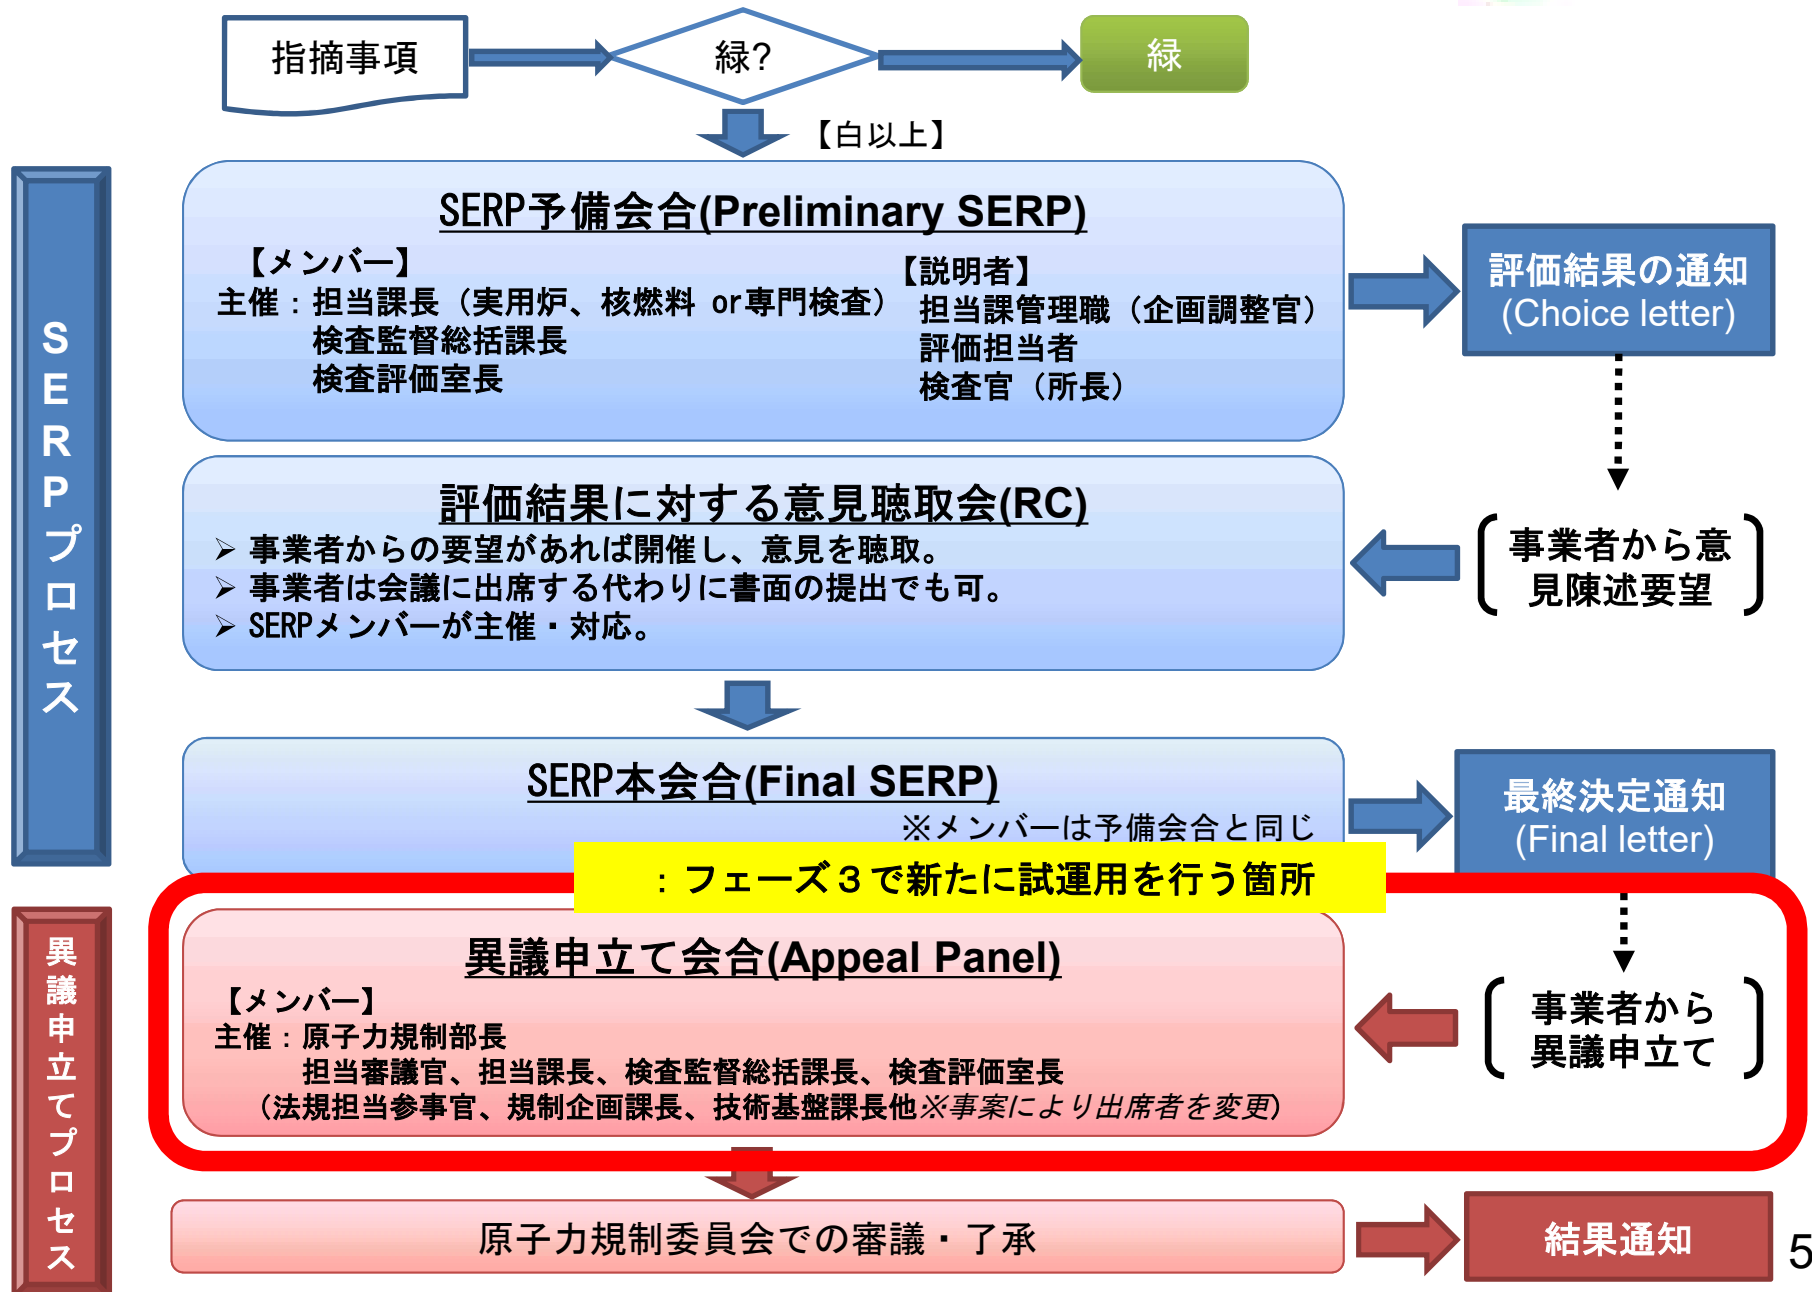 指摘事項
緑?
緑
【白以上】
SERPプロセス
SERP予備会合(Preliminary SERP)
【メンバー】
主催：担当課長（実用炉、核燃料 or専門検査）
検査監督総括課長
検査評価室長
【説明者】
担当課管理職（企画調整官）
評価担当者
検査官（所長）
評価結果の通知
(Choice letter)
評価結果に対する意見聴取会(RC)
➢ 事業者からの要望があれば開催し、意見を聴取。
➢ 事業者は会議に出席する代わりに書面の提出でも可。
➢ SERPメンバーが主催・対応。
事業者から意
見陳述要望
SERP本会合(Final SERP)
※メンバーは予備会合と同じ
最終決定通知
(Final letter)
：フェーズ３で新たに試運用を行う箇所
異議申立てプロセス
異議申立て会合(Appeal Panel)
【メンバー】
主催：原子力規制部長
担当審議官、担当課長、検査監督総括課長、検査評価室長
（法規担当参事官、規制企画課長、技術基盤課長他※事案により出席者を変更）
事業者から
異議申立て
原子力規制委員会での審議・了承
結果通知
5